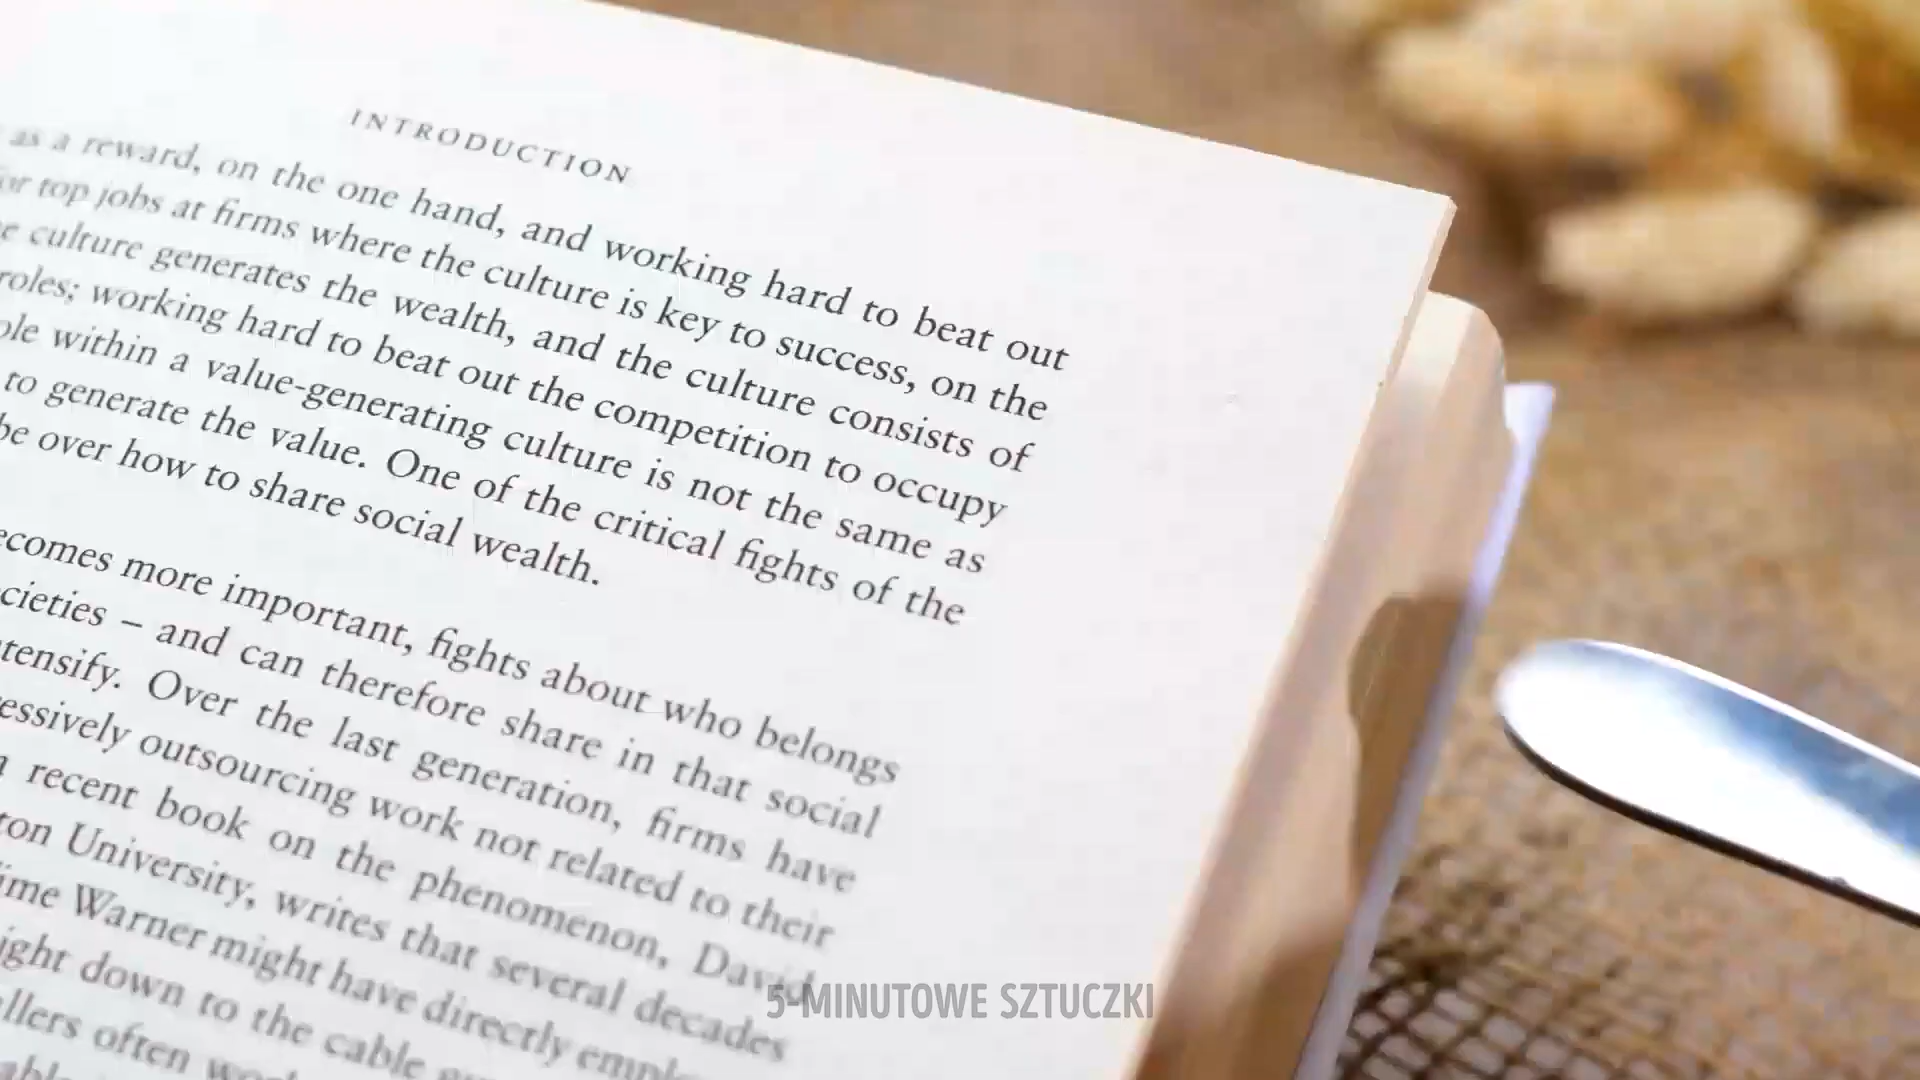 INTRODUCTION
as a reward, on the one hand, and working hard to beat out
for top jobs at firms where the culture is key to success, on the
culture generates the wealth, and the culture consists of
roles; working hard to beat out the competition to occupy
within a value-generating culture is not the same as
to generate the value. One of the critical fights of the
be over how to share social wealth.
ecomes more important, fights about who belongs
cieties – and can therefore share in that social
tensify. Over the last generation, firms have
essively outsourcing work not related to their
recent book on the phenomenon, David
ton University, writes that several decades
ime Warner might have directly emplo
ight down to the cable
llers often
5-MINUTOWE SZTUCZKI